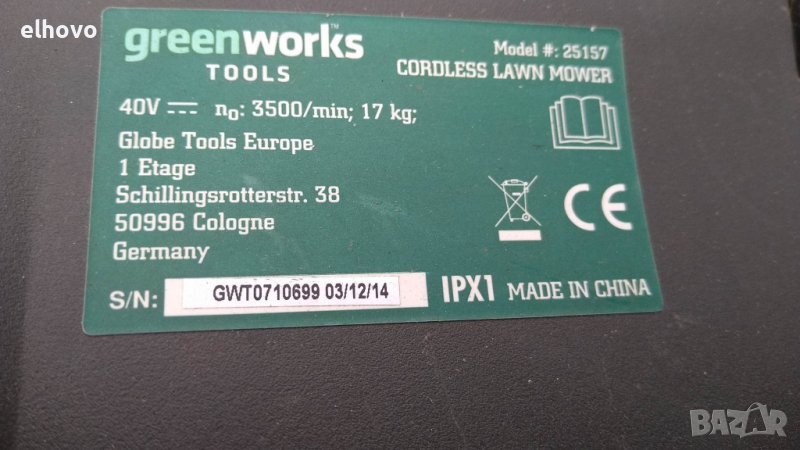 elhovo
greenworks™
TOOLS
Model #: 25157
CORDLESS LAWN MOWER
40V ⎓ n₀: 3500/min; 17 kg;
Globe Tools Europe
1 Etage
Schillingsrotterstr. 38
50996 Cologne
Germany
CE
S/N: GWT0710699 03/12/14
IPX1 MADE IN CHINA
BAZAR